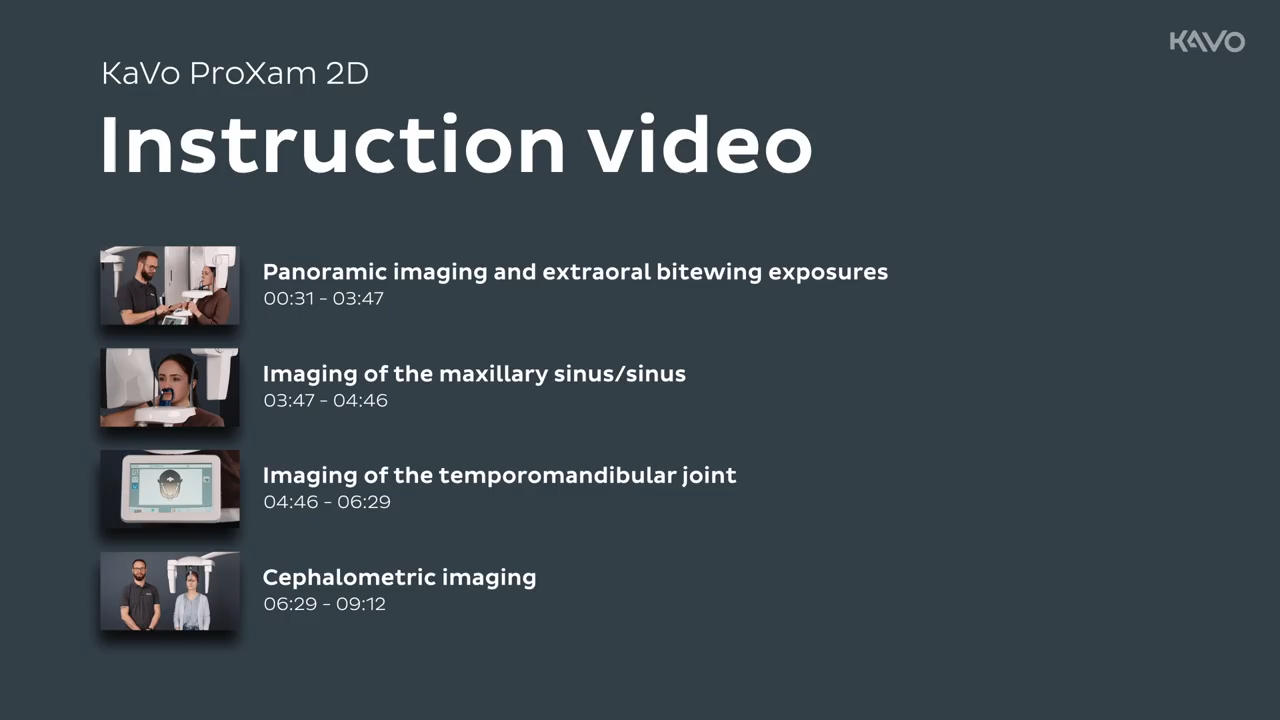 KAVO
KaVo ProXam 2D
Instruction video
Panoramic imaging and extraoral bitewing exposures
00:31 - 03:47
Imaging of the maxillary sinus/sinus
03:47 - 04:46
Imaging of the temporomandibular joint
04:46 - 06:29
Cephalometric imaging
06:29 - 09:12